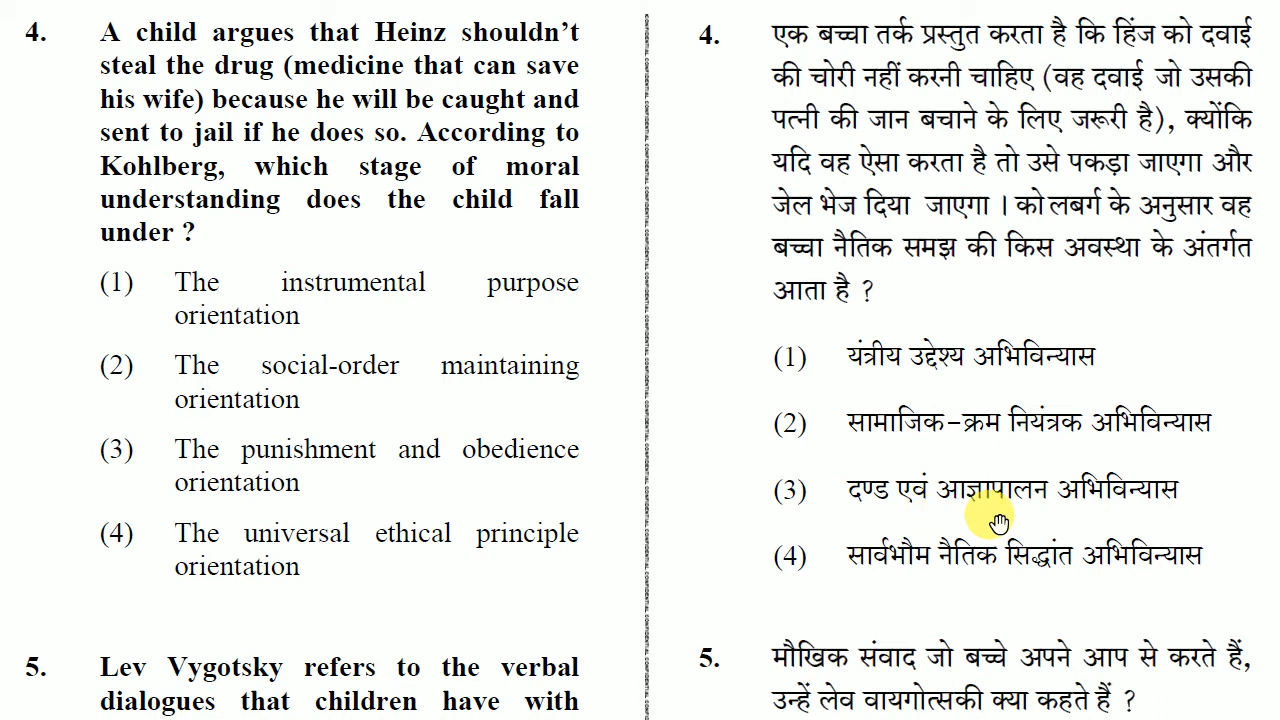 4.
A child argues that Heinz shouldn't
steal the drug (medicine that can save
his wife) because he will be caught and
sent to jail if he does so. According to
Kohlberg, which stage of moral
understanding does the child fall
under ?
(1) The instrumental purpose
orientation
(2) The social-order maintaining
orientation
(3) The punishment and obedience
orientation
(4) The universal ethical principle
orientation
5. Lev Vygotsky refers to the verbal
dialogues that children have with
4. एक बच्चा तर्क प्रस्तुत करता है कि हिंज को दवाई
की चोरी नहीं करनी चाहिए (वह दवाई जो उसकी
पत्नी की जान बचाने के लिए जरूरी है), क्योंकि
यदि वह ऐसा करता है तो उसे पकड़ा जाएगा और
जेल भेज दिया जाएगा । कोलबर्ग के अनुसार वह
बच्चा नैतिक समझ की किस अवस्था के अंतर्गत
आता है ?
(1) यंत्रीय उद्देश्य अभिविन्यास
(2) सामाजिक-क्रम नियंत्रक अभिविन्यास
(3) दण्ड एवं आज्ञापालन अभिविन्यास
(4) सार्वभौम नैतिक सिद्धांत अभिविन्यास
5. मौखिक संवाद जो बच्चे अपने आप से करते हैं,
उन्हें लेव वायगोत्सकी क्या कहते हैं ?